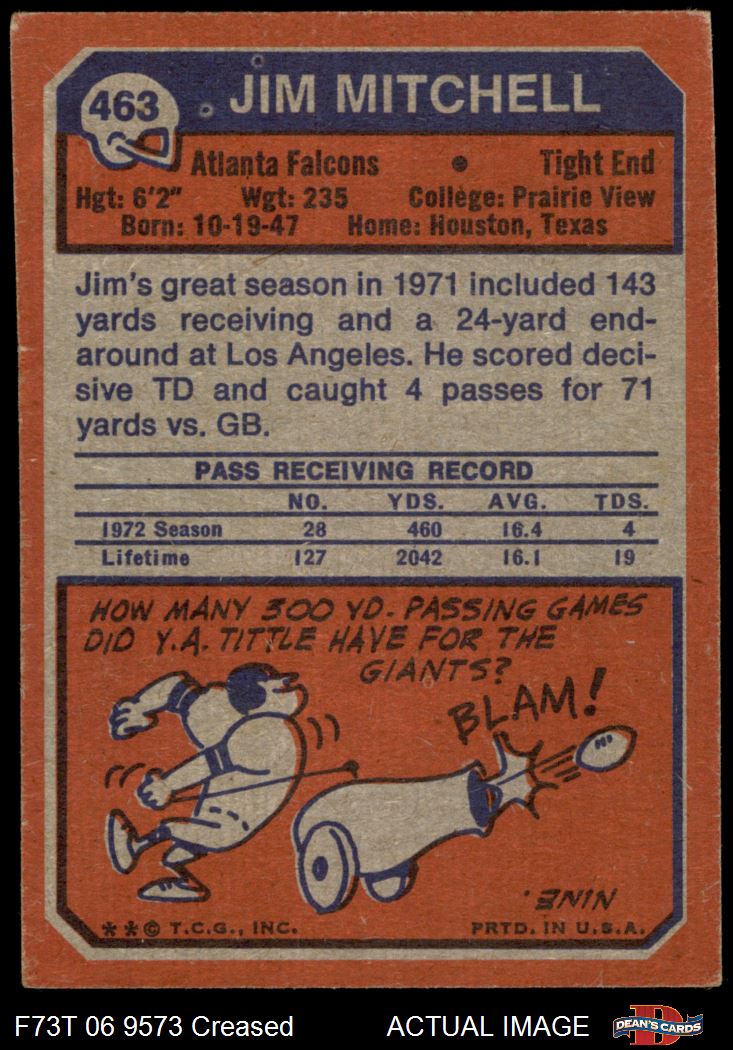 463
JIM MITCHELL
Atlanta Falcons • Tight End
Hgt: 6'2" Wgt: 235 College: Prairie View
Born: 10-19-47 Home: Houston, Texas
Jim's great season in 1971 included 143
yards receiving and a 24-yard end-
around at Los Angeles. He scored deci-
sive TD and caught 4 passes for 71
yards vs. GB.
PASS RECEIVING RECORD
NO. YDS. AVG. TDS.
1972 Season 28 460 16.4 4
Lifetime 127 2042 16.1 19
HOW MANY 300 YD. PASSING GAMES
DID Y.A. TITTLE HAVE FOR THE
GIANTS?
BLAM!
NINE.
** © T.C.G., INC. PRTD. IN U.S.A.
F73T 06 9573 Creased ACTUAL IMAGE
D
DEAN'S CARDS